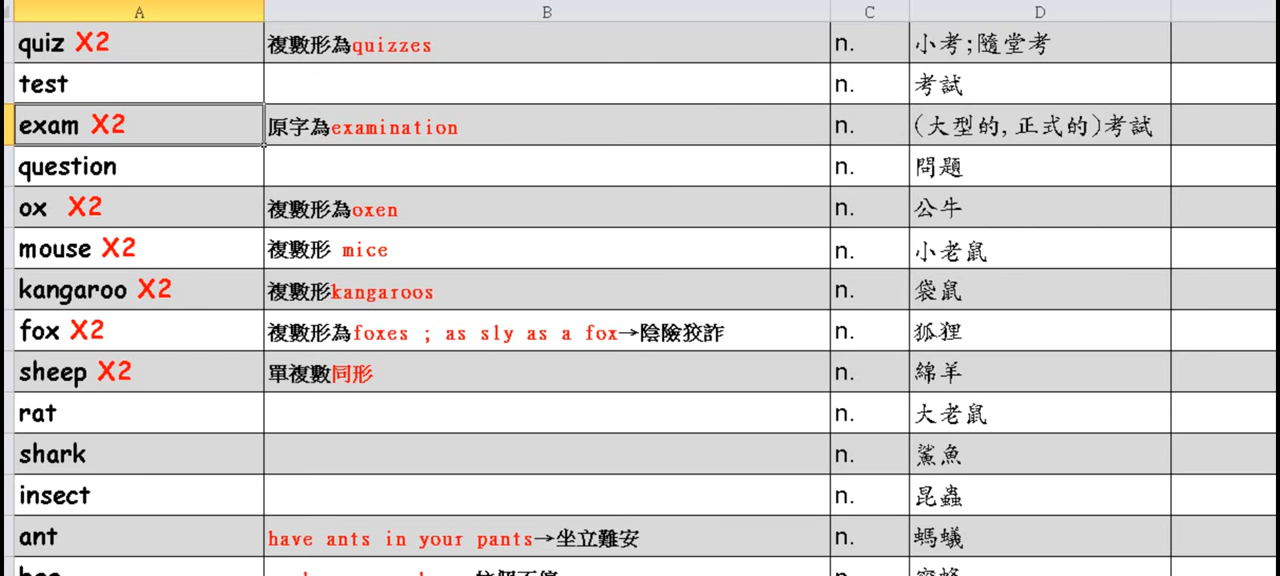 A B C D
quiz X2 複數形為quizzes n. 小考;隨堂考
test n. 考試
exam X2 原字為examination n. (大型的,正式的)考試
question n. 問題
ox X2 複數形為oxen n. 公牛
mouse X2 複數形 mice n. 小老鼠
kangaroo X2 複數形kangaroos n. 袋鼠
fox X2 複數形為foxes ; as sly as a fox→陰險狡詐 n. 狐狸
sheep X2 單複數同形 n. 綿羊
rat n. 大老鼠
shark n. 鯊魚
insect n. 昆蟲
ant have ants in your pants→坐立難安 n. 螞蟻